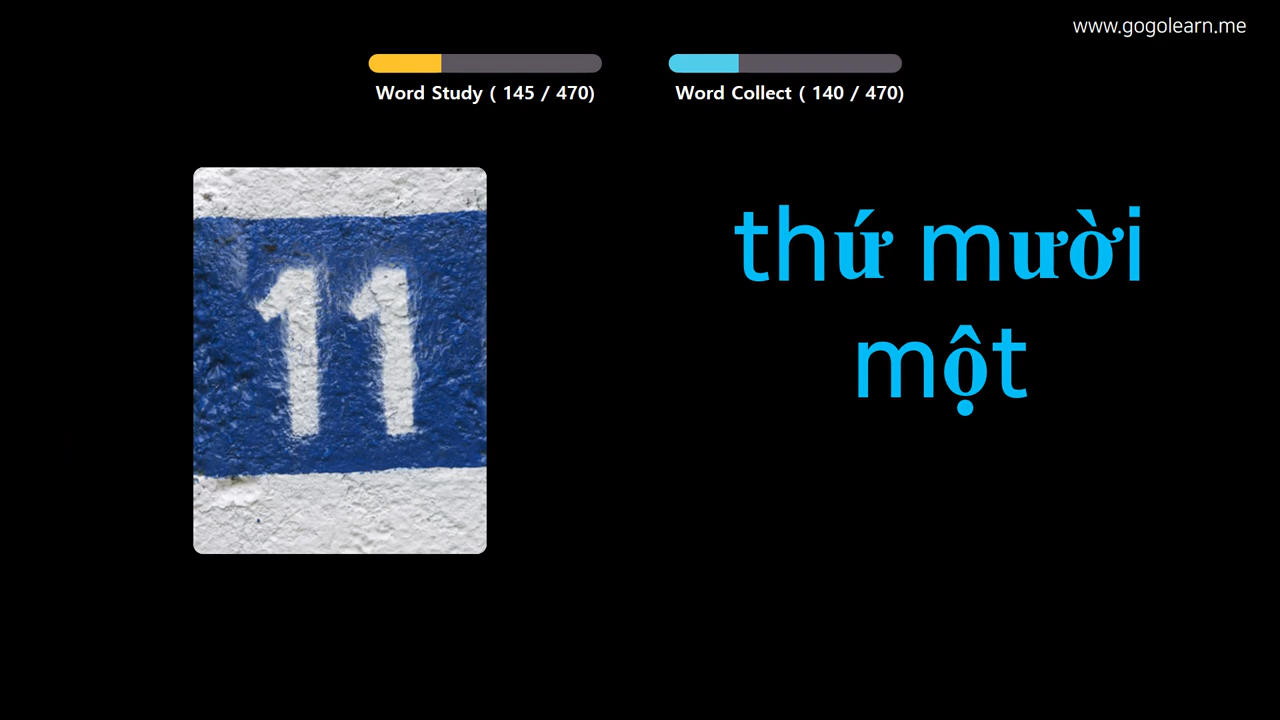 www.gogolearn.me
Word Study ( 145 / 470)
Word Collect ( 140 / 470)
11
thứ mười
một